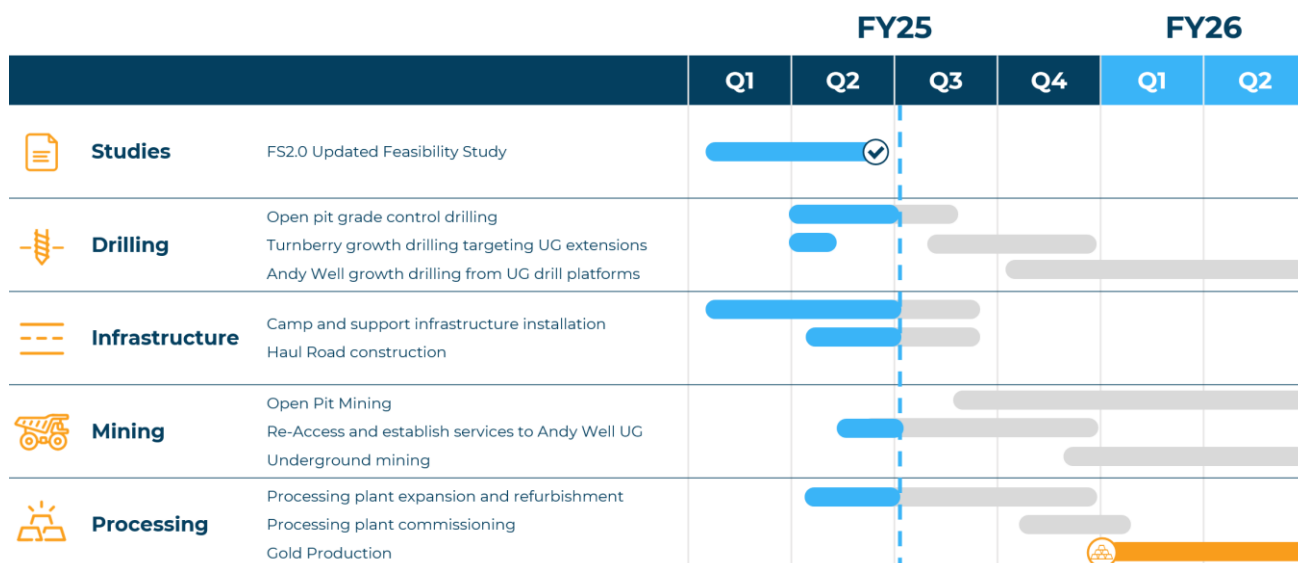 FY25 FY26
Q1 Q2 Q3 Q4 Q1 Q2
Studies
FS2.0 Updated Feasibility Study
Drilling
Open pit grade control drilling
Turnberry growth drilling targeting UG extensions
Andy Well growth drilling from UG drill platforms
Infrastructure
Camp and support infrastructure installation
Haul Road construction
Mining
Open Pit Mining
Re-Access and establish services to Andy Well UG
Underground mining
Processing
Processing plant expansion and refurbishment
Processing plant commissioning
Gold Production